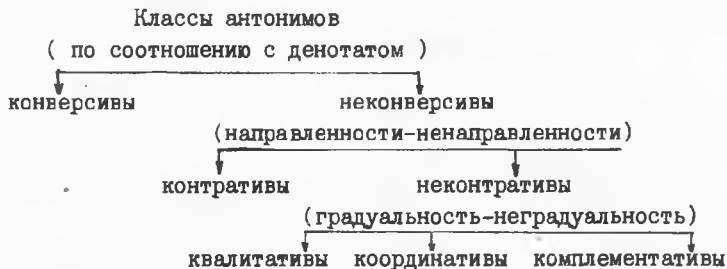 Классы антонимов
( по соотношению с денотатом )
конверсивы неконверсивы
(направленности-ненаправленности)
контративы неконтративы
(градуальность-неградуальность)
квалитативы координативы комплементативы